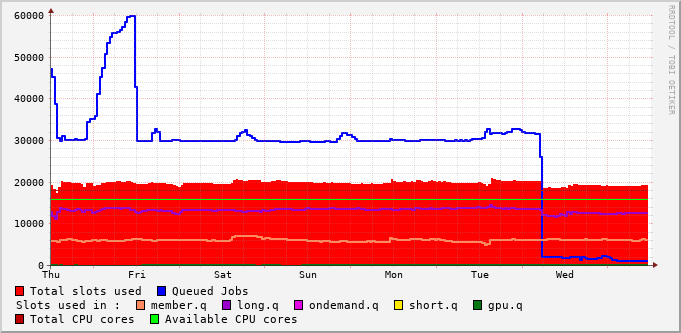 60000
50000
40000
30000
20000
10000
0
Thu Fri Sat Sun Mon Tue Wed
RRDTOOL / TOBI OETIKER
Total slots used Queued Jobs
Slots used in : member.q long.q ondemand.q short.q gpu.q
Total CPU cores Available CPU cores